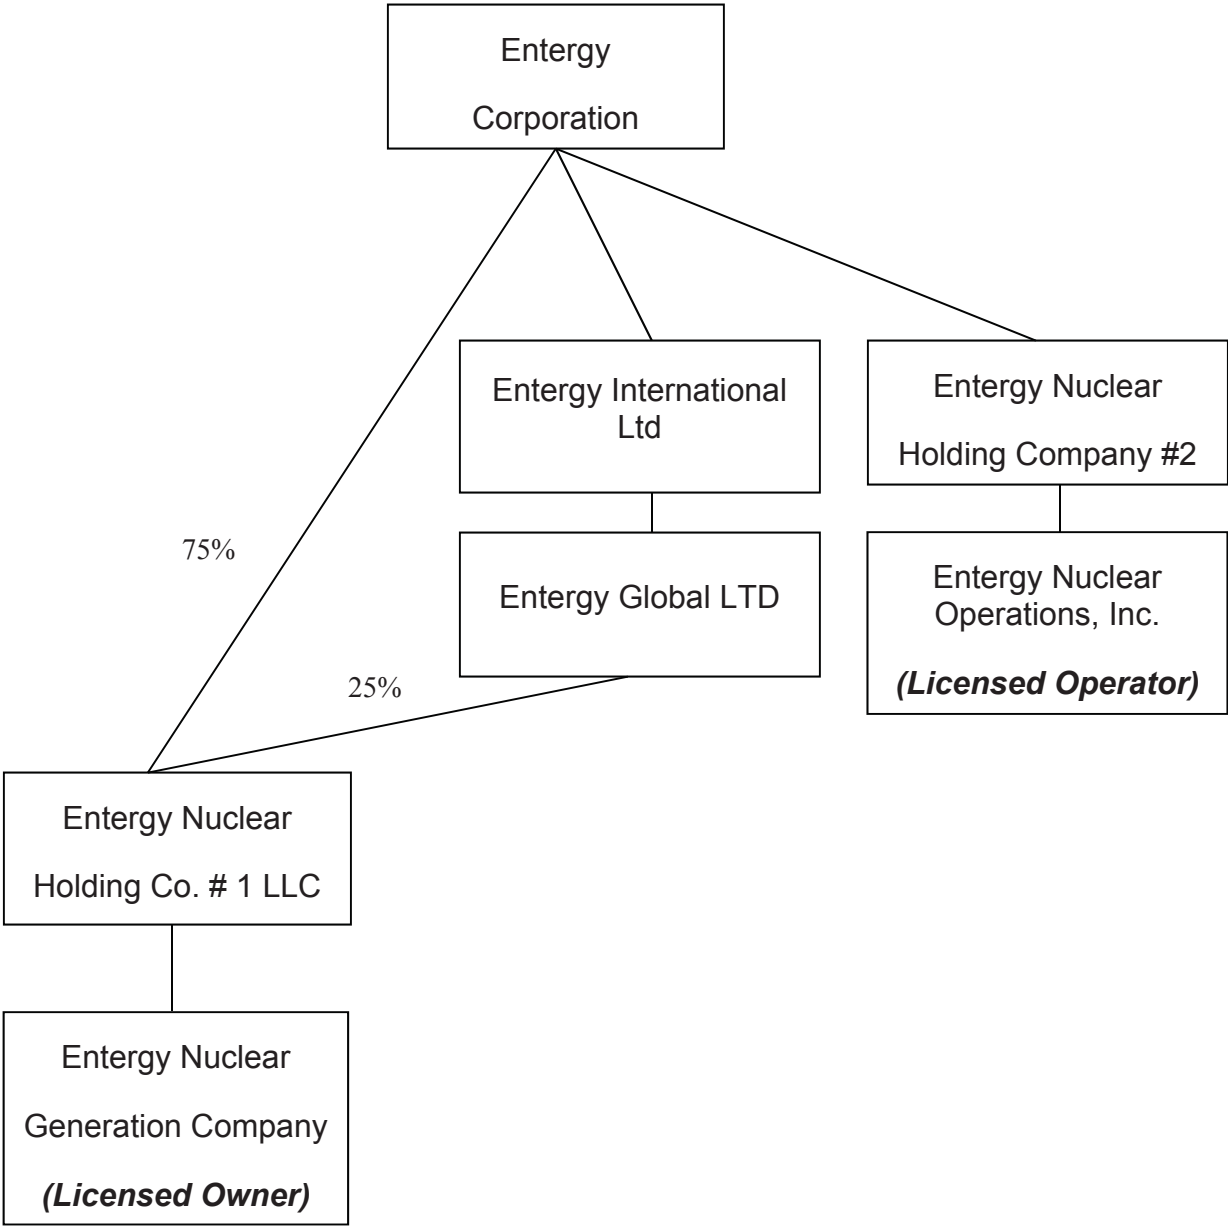 Entergy
Corporation
Entergy International
Ltd
Entergy Nuclear
Holding Company #2
75%
Entergy Global LTD
Entergy Nuclear
Operations, Inc.
(Licensed Operator)
25%
Entergy Nuclear
Holding Co. # 1 LLC
Entergy Nuclear
Generation Company
(Licensed Owner)